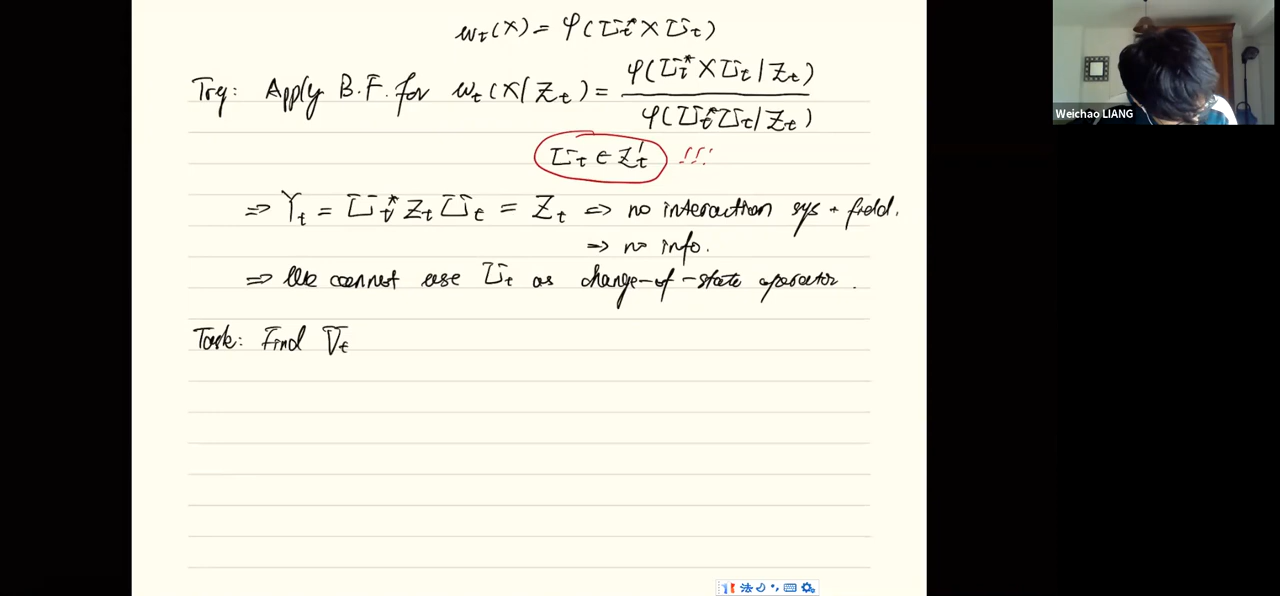 ω_t(X) = φ(U_t^* X U_t)
Try: Apply B.F. for ω_t(X/Z_t) = φ(U_t^* X U_t / Z_t) / φ(U_t^* U_t / Z_t)
U_t ∈ Z_t' !!!
⇒ Y_t = U_t^* Z_t U_t = Z_t ⇔ no interaction sys + field.
⇒ no info.
⇒ We cannot use U_t as change-of-state operator.
Task: Find V_t
Weichao LIANG
法